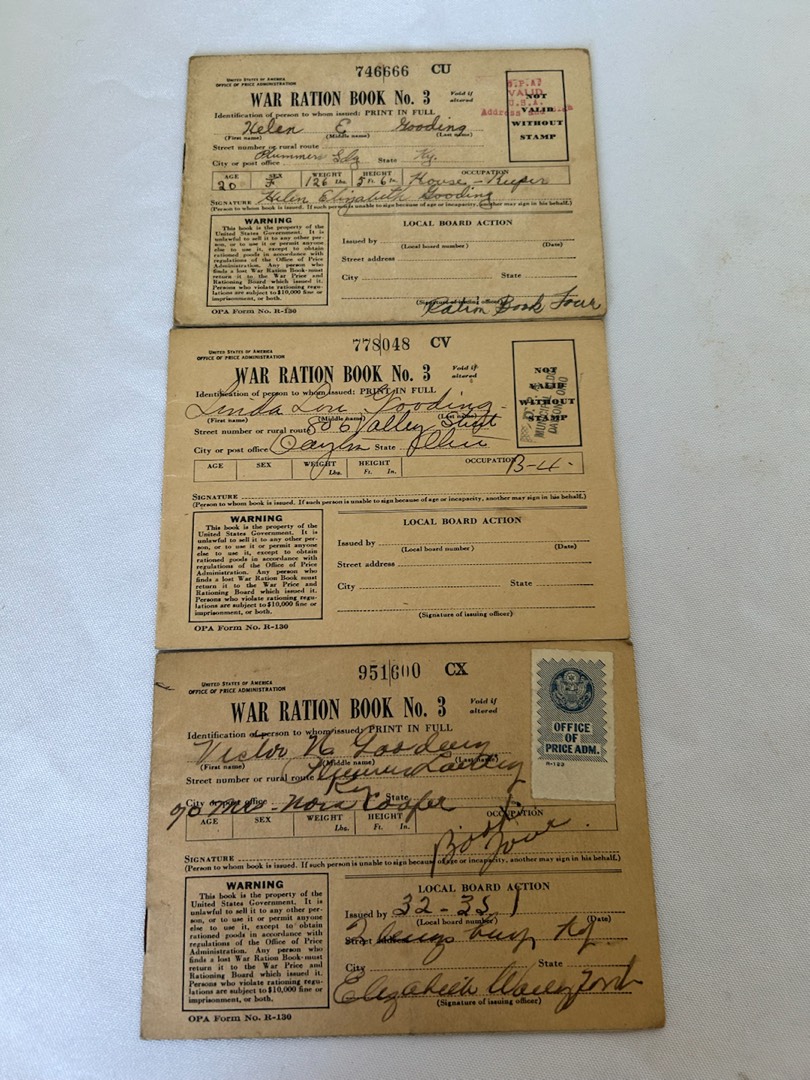 746666 CU
UNITED STATES OF AMERICA
OFFICE OF PRICE ADMINISTRATION
WAR RATION BOOK No. 3
Void if altered
Identification of person to whom issued: PRINT IN FULL
Helen E Gooding
(First name) (Middle name) (Last name)
Street number or rural route
City or post office Plummers Ldg State Ky.
VALID
U.S.A.
Address
NOT
VALID
WITHOUT
STAMP
AGE SEX WEIGHT HEIGHT OCCUPATION
20 F 126 Lbs. 5 Ft. 6 In. House-Keeper
SIGNATURE Helen Elizabeth Gooding
(Person to whom book is issued. If such person is unable to sign because of age or incapacity, another may sign in his behalf.)
WARNING
This book is the property of the
United States Government. It is
unlawful to sell it to any other per-
son, or to use it or permit anyone
else to use it, except to obtain
rationed goods in accordance with
regulations of the Office of Price
Administration. Any person who
finds a lost War Ration Book must
return it to the War Price and
Rationing Board which issued it.
Persons who violate rationing regu-
lations are subject to $10,000 fine or
imprisonment, or both.
LOCAL BOARD ACTION
Issued by
(Local board number) (Date)
Street address
City State
(Signature of issuing officer)
Ration Book Four
OPA Form No. R-130
778048 CV
UNITED STATES OF AMERICA
OFFICE OF PRICE ADMINISTRATION
WAR RATION BOOK No. 3
Void if altered
Identification of person to whom issued: PRINT IN FULL
Linda Lou Gooding
(First name) (Middle name) (Last name)
Street number or rural route 806 Valley Street
City or post office Dayton State Ohio
NOT
VALID
WITHOUT
STAMP
AGE SEX WEIGHT Lbs. HEIGHT Ft. In. OCCUPATION
B-4-
SIGNATURE
(Person to whom book is issued. If such person is unable to sign because of age or incapacity, another may sign in his behalf.)
WARNING
This book is the property of the
United States Government. It is
unlawful to sell it to any other per-
son, or to use it or permit anyone
else to use it, except to obtain
rationed goods in accordance with
regulations of the Office of Price
Administration. Any person who
finds a lost War Ration Book must
return it to the War Price and
Rationing Board which issued it.
Persons who violate rationing regu-
lations are subject to $10,000 fine or
imprisonment, or both.
LOCAL BOARD ACTION
Issued by
(Local board number) (Date)
Street address
City State
(Signature of issuing officer)
OPA Form No. R-130
951600 CX
UNITED STATES OF AMERICA
OFFICE OF PRICE ADMINISTRATION
WAR RATION BOOK No. 3
Void if altered
OFFICE
OF
PRICE ADM.
R-123
Identification of person to whom issued: PRINT IN FULL
Victor
(First name) (Middle name) (Last name)
Street number or rural route
Ky
City or post office State
Nora Cooper
AGE SEX WEIGHT Lbs. HEIGHT Ft. In. OCCUPATION
Book Four
SIGNATURE
(Person to whom book is issued. If such person is unable to sign because of age or incapacity, another may sign in his behalf.)
WARNING
This book is the property of the
United States Government. It is
unlawful to sell it to any other per-
son, or to use it or permit anyone
else to use it, except to obtain
rationed goods in accordance with
regulations of the Office of Price
Administration. Any person who
finds a lost War Ration Book must
return it to the War Price and
Rationing Board which issued it.
Persons who violate rationing regu-
lations are subject to $10,000 fine or
imprisonment, or both.
LOCAL BOARD ACTION
Issued by 32-35-1
(Local board number) (Date)
Street Ky.
City State
Elizabeth
(Signature of issuing officer)
OPA Form No. R-130